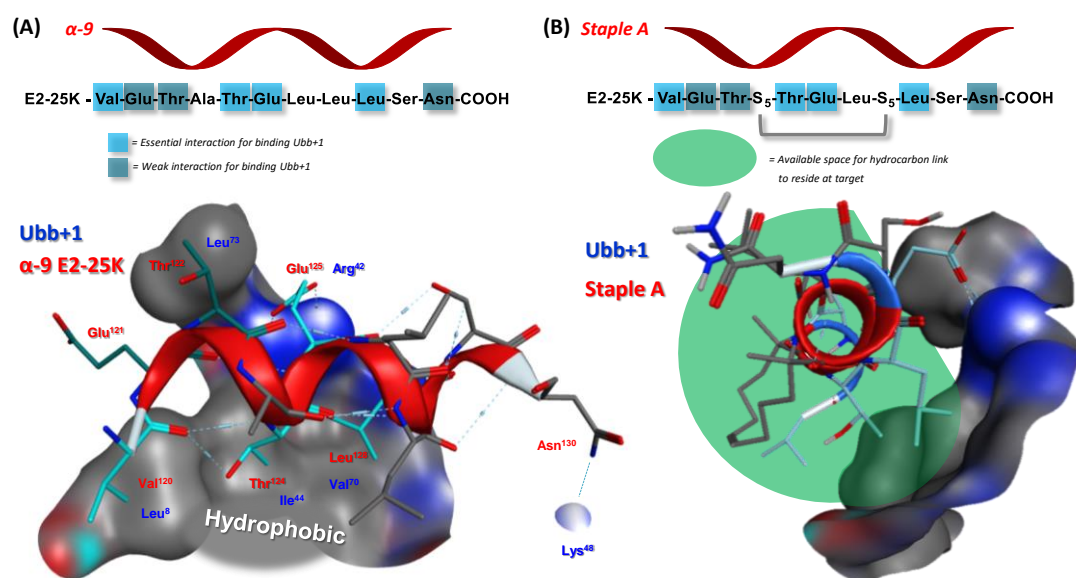 (A)
α-9
E2-25K - Val-Glu-Thr-Ala-Thr-Glu-Leu-Leu-Leu-Ser-Asn-COOH
= Essential interaction for binding Ubb+1
= Weak interaction for binding Ubb+1
Ubb+1
α-9 E2-25K
Leu73
Thr122
Glu125
Arg42
Glu121
Val120
Leu8
Thr124
Ile44
Leu128
Val70
Asn130
Lys48
Hydrophobic
(B)
Staple A
E2-25K - Val-Glu-Thr-S5-Thr-Glu-Leu-S5-Leu-Ser-Asn-COOH
= Available space for hydrocarbon link
to reside at target
Ubb+1
Staple A